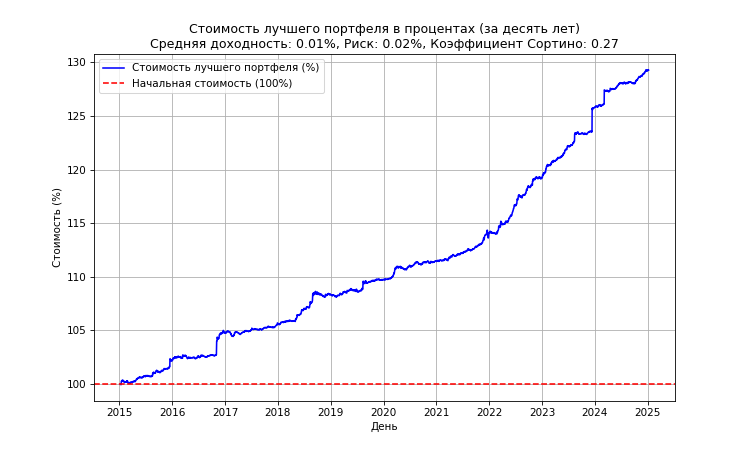 Стоимость лучшего портфеля в процентах (за десять лет)
Средняя доходность: 0.01%, Риск: 0.02%, Коэффициент Сортино: 0.27
Стоимость лучшего портфеля (%)
Начальная стоимость (100%)
Стоимость (%)
130
125
120
115
110
105
100
2015 2016 2017 2018 2019 2020 2021 2022 2023 2024 2025
День